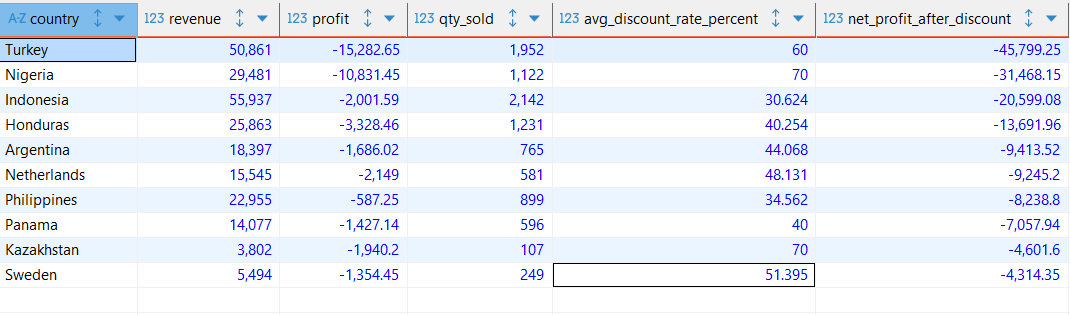 A-Z country 123 revenue 123 profit 123 qty_sold 123 avg_discount_rate_percent 123 net_profit_after_discount
Turkey 50,861 -15,282.65 1,952 60 -45,799.25
Nigeria 29,481 -10,831.45 1,122 70 -31,468.15
Indonesia 55,937 -2,001.59 2,142 30.624 -20,599.08
Honduras 25,863 -3,328.46 1,231 40.254 -13,691.96
Argentina 18,397 -1,686.02 765 44.068 -9,413.52
Netherlands 15,545 -2,149 581 48.131 -9,245.2
Philippines 22,955 -587.25 899 34.562 -8,238.8
Panama 14,077 -1,427.14 596 40 -7,057.94
Kazakhstan 3,802 -1,940.2 107 70 -4,601.6
Sweden 5,494 -1,354.45 249 51.395 -4,314.35